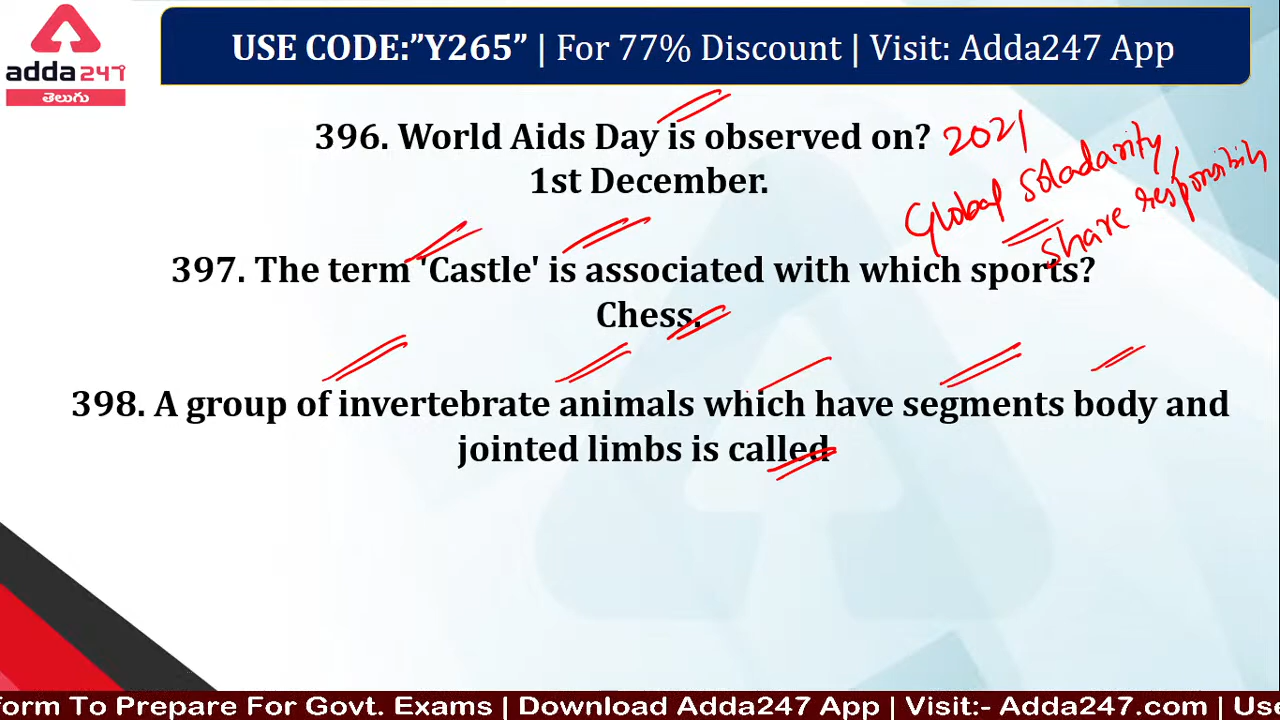 adda247
తెలుగు
USE CODE:”Y265” | For 77% Discount | Visit: Adda247 App
396. World Aids Day is observed on?
1st December.
2021
Global Soladarity,
share responsibility
397. The term 'Castle' is associated with which sports?
Chess.
398. A group of invertebrate animals which have segments body and
jointed limbs is called
form To Prepare For Govt. Exams | Download Adda247 App | Visit:- Adda247.com | Use